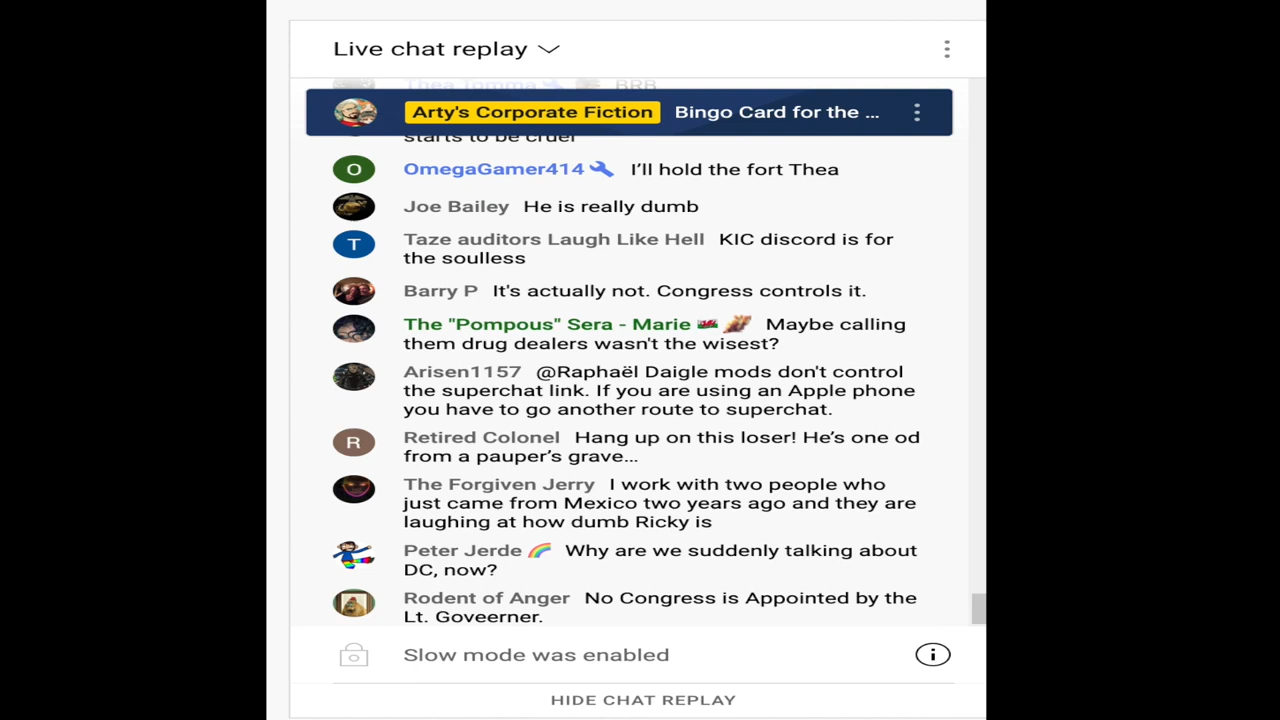 Live chat replay
Thea Tomma BRB
Arty's Corporate Fiction Bingo Card for the ...
starts to be cruel
OmegaGamer414 I’ll hold the fort Thea
Joe Bailey He is really dumb
Taze auditors Laugh Like Hell KIC discord is for
the soulless
Barry P It's actually not. Congress controls it.
The "Pompous" Sera - Marie Maybe calling
them drug dealers wasn't the wisest?
Arisen1157 @Raphaël Daigle mods don't control
the superchat link. If you are using an Apple phone
you have to go another route to superchat.
Retired Colonel Hang up on this loser! He’s one od
from a pauper’s grave...
The Forgiven Jerry I work with two people who
just came from Mexico two years ago and they are
laughing at how dumb Ricky is
Peter Jerde 🌈 Why are we suddenly talking about
DC, now?
Rodent of Anger No Congress is Appointed by the
Lt. Goveerner.
Slow mode was enabled
HIDE CHAT REPLAY